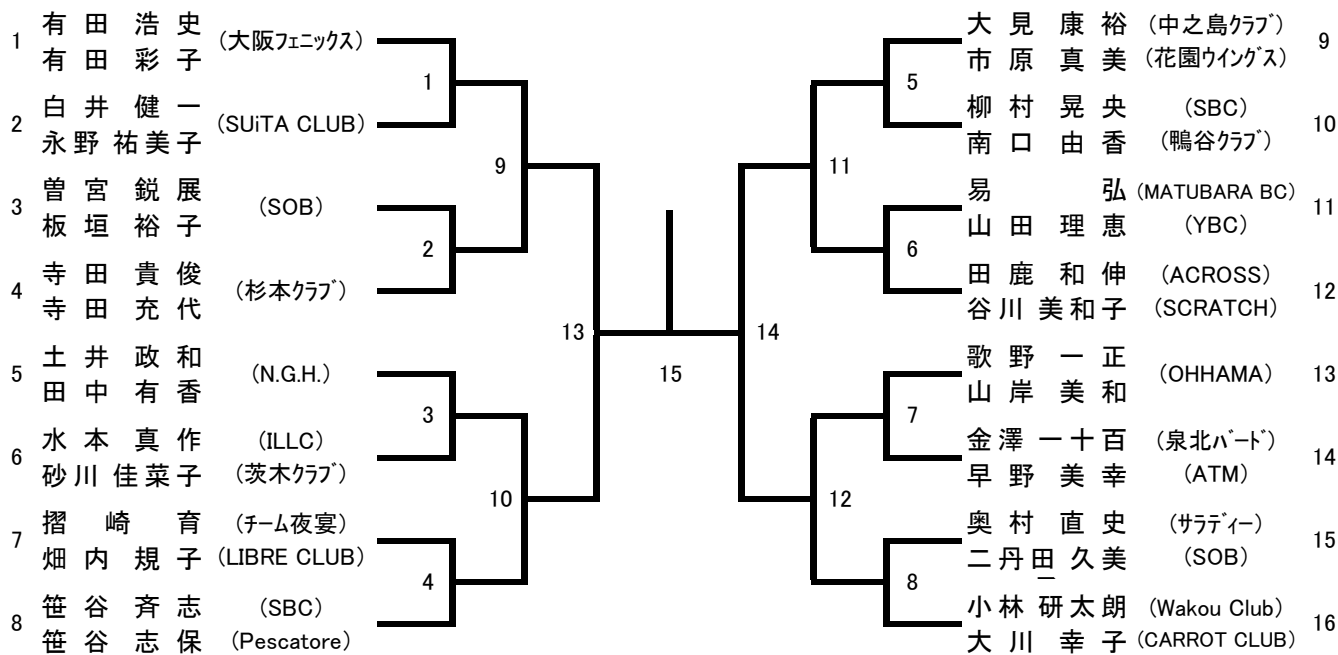 1 有田 浩史 (大阪フェニックス)
有田 彩子
1
2 白井 健一 (SUiTA CLUB)
永野 祐美子
9
3 曽宮 鋭展 (SOB)
板垣 裕子
2
4 寺田 貴俊 (杉本クラブ)
寺田 充代
13
5 土井 政和 (N.G.H.)
田中 有香
3
6 水本 真作 (ILLC)
砂川 佳菜子 (茨木クラブ)
10
7 摺崎 育 (チーム夜宴)
畑内 規子 (LIBRE CLUB)
4
8 笹谷 斉志 (SBC)
笹谷 志保 (Pescatore)
15
大見 康裕 (中之島クラブ) 9
市原 真美 (花園ウイングス)
5
柳村 晃央 (SBC) 10
南口 由香 (鴨谷クラブ)
11
易 弘 (MATUBARA BC) 11
山田 理恵 (YBC)
6
田鹿 和伸 (ACROSS) 12
谷川 美和子 (SCRATCH)
14
歌野 一正 (OHHAMA) 13
山岸 美和
7
金澤 一十百 (泉北バード) 14
早野 美幸 (ATM)
12
奥村 直史 (サラディー) 15
二丹田 久美 (SOB)
8
小林 研太朗 (Wakou Club) 16
大川 幸子 (CARROT CLUB)